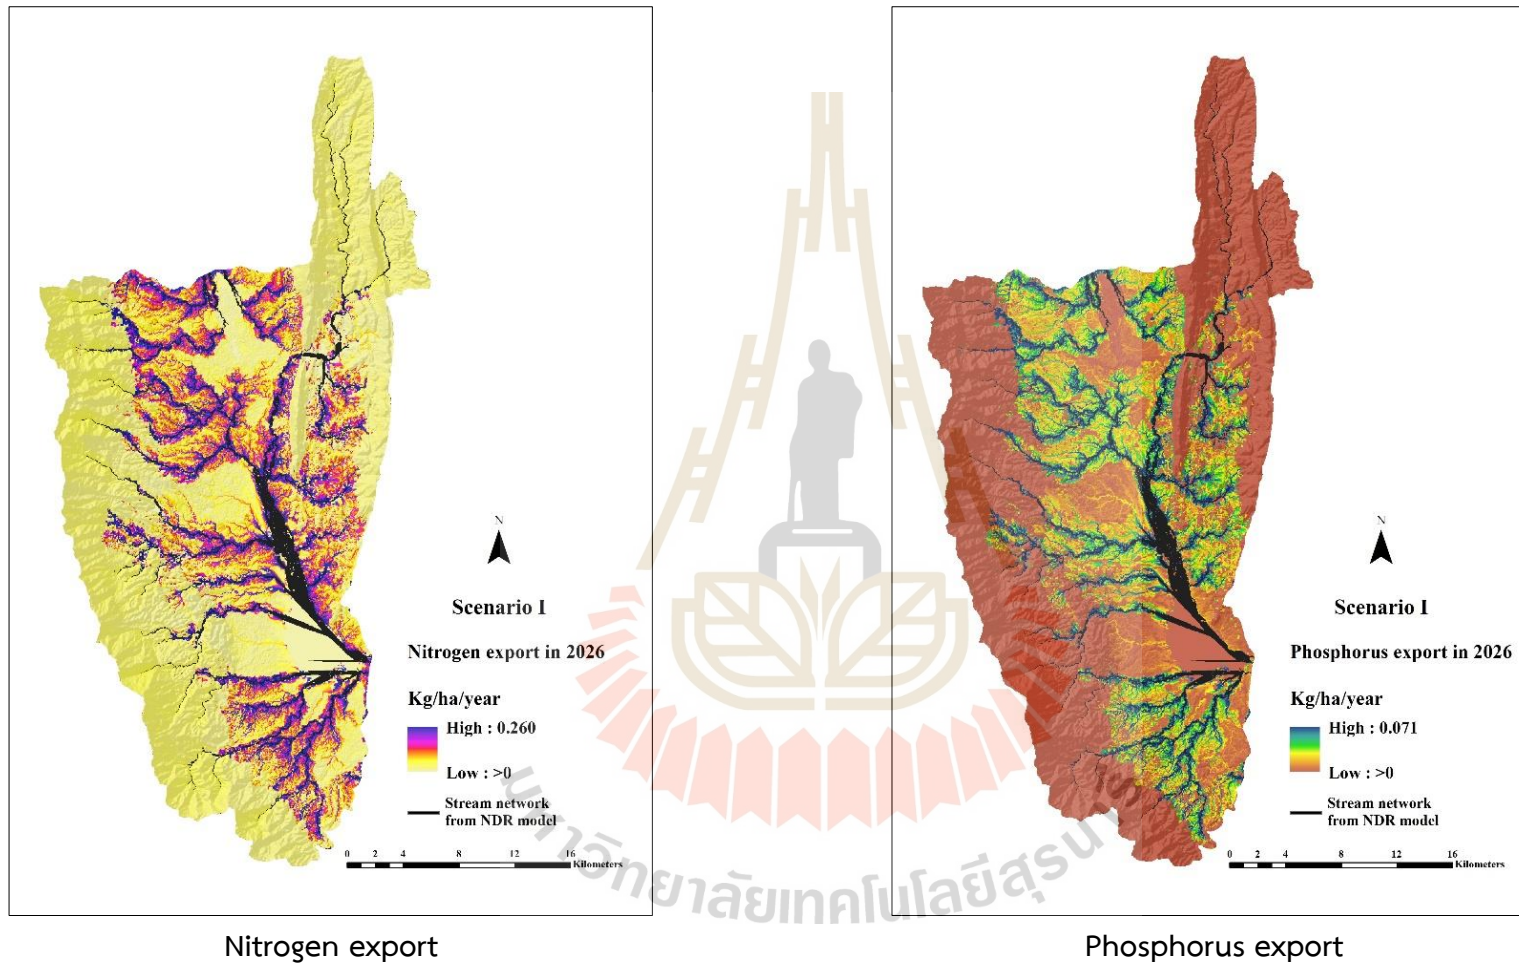 N
Scenario I
Nitrogen export in 2026
Kg/ha/year
High : 0.260
Low : >0
Stream network
from NDR model
0 2 4 8 12 16
Kilometers
Nitrogen export
N
Scenario I
Phosphorus export in 2026
Kg/ha/year
High : 0.071
Low : >0
Stream network
from NDR model
0 2 4 8 12 16
Kilometers
Phosphorus export
มหาวิทยาลัยเทคโนโลยีสุรนารี